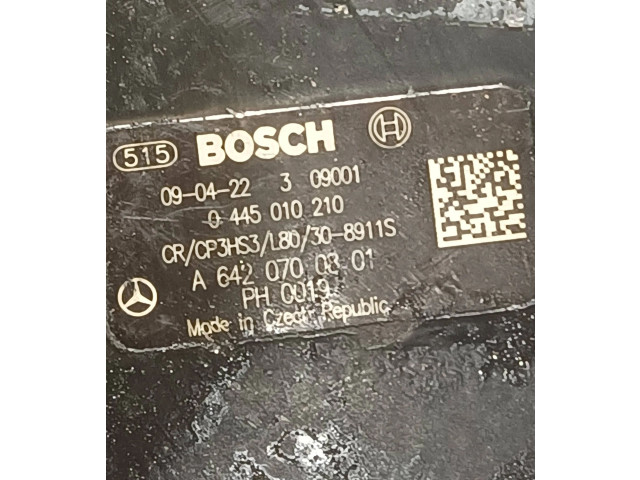 515 BOSCH
09-04-22 3 09001
0 445 010 210
CR/CP3HS3/L80/30-8911S
A 642 070 03 01
PH 0019
Made in Czech Republic